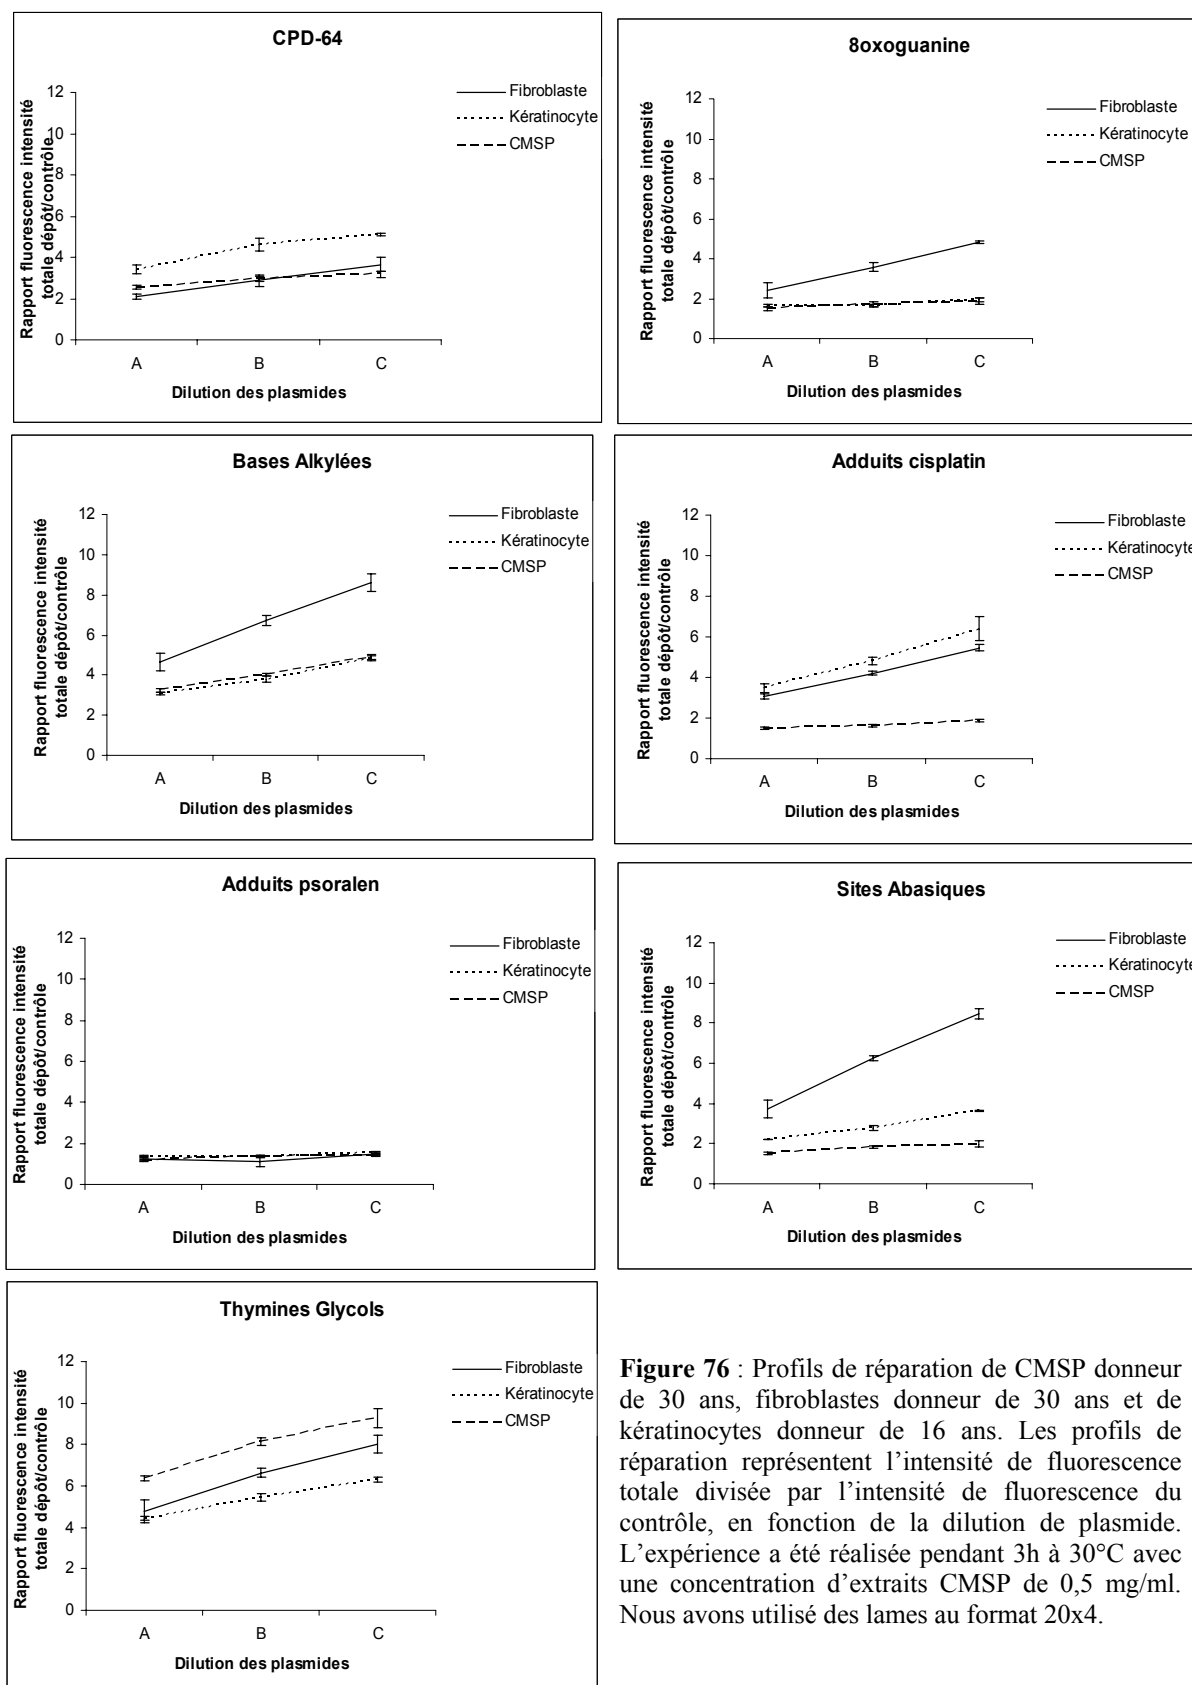 CPD-64
Rapport fluorescence intensité
totale dépôt/contrôle
12
10
8
6
4
2
0
A B C
Dilution des plasmides
Fibroblaste
Kératinocyte
CMSP
8oxoguanine
Rapport fluorescence intensité
totale dépôt/contrôle
12
10
8
6
4
2
0
A B C
Dilution des plasmides
Fibroblaste
Kératinocyte
CMSP
Bases Alkylées
Rapport fluorescence intensité
totale dépôt/contrôle
12
10
8
6
4
2
0
A B C
Dilution des plasmides
Fibroblaste
Kératinocyte
CMSP
Adduits cisplatin
Rapport fluorescence intensité
totale dépôt/contrôle
12
10
8
6
4
2
0
A B C
Dilution des plasmides
Fibroblaste
Kératinocyte
CMSP
Adduits psoralen
Rapport fluorescence intensité
totale dépôt/contrôle
12
10
8
6
4
2
0
A B C
Dilution des plasmides
Fibroblaste
Kératinocyte
CMSP
Sites Abasiques
Rapport fluorescence intensité
totale dépôt/contrôle
12
10
8
6
4
2
0
A B C
Dilution des plasmides
Fibroblaste
Kératinocyte
CMSP
Thymines Glycols
Rapport fluorescence intensité
totale dépôt/contrôle
12
10
8
6
4
2
0
A B C
Dilution des plasmides
Fibroblaste
Kératinocyte
CMSP
Figure 76 : Profils de réparation de CMSP donneur
de 30 ans, fibroblastes donneur de 30 ans et de
kératinocytes donneur de 16 ans. Les profils de
réparation représentent l'intensité de fluorescence
totale divisée par l'intensité de fluorescence du
contrôle, en fonction de la dilution de plasmide.
L'expérience a été réalisée pendant 3h à 30°C avec
une concentration d'extraits CMSP de 0,5 mg/ml.
Nous avons utilisé des lames au format 20x4.